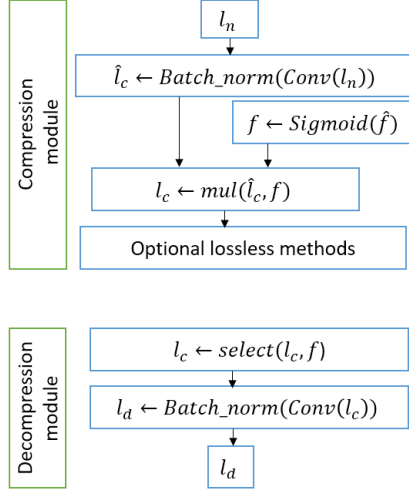 Compression module
l_n
l̂_c ← Batch_norm(Conv(l_n))
f ← Sigmoid(f̂)
l_c ← mul(l̂_c, f)
Optional lossless methods
Decompression module
l_c ← select(l_c, f)
l_d ← Batch_norm(Conv(l_c))
l_d